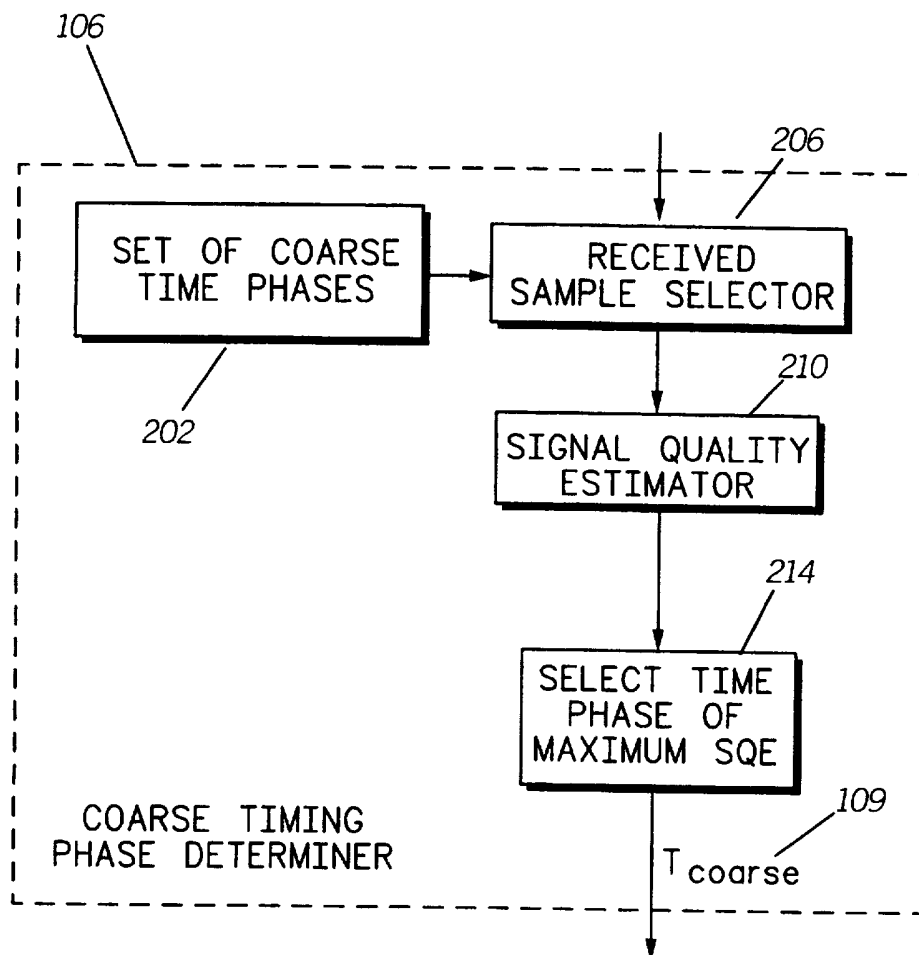 106
206
SET OF COARSE
TIME PHASES
RECEIVED
SAMPLE SELECTOR
202
210
SIGNAL QUALITY
ESTIMATOR
214
SELECT TIME
PHASE OF
MAXIMUM SQE
COARSE TIMING
PHASE DETERMINER
109
Tcoarse